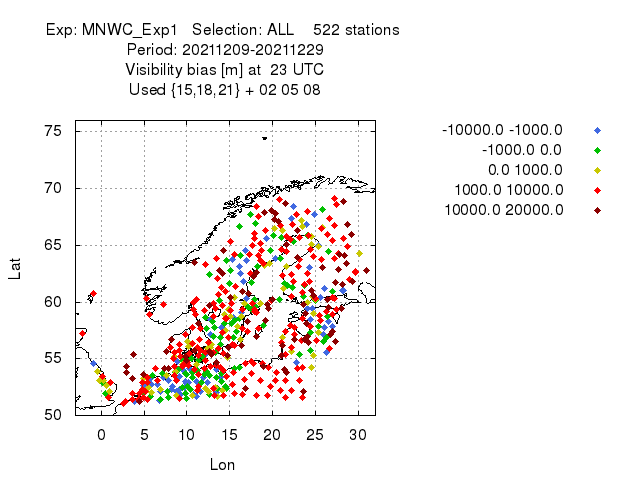 Exp: MNWC_Exp1   Selection: ALL    522 stations
Period: 20211209-20211229
Visibility bias [m] at  23 UTC
Used {15,18,21} + 02 05 08
-10000.0 -1000.0
-1000.0 0.0
0.0 1000.0
1000.0 10000.0
10000.0 20000.0
75
70
65
60
55
50
Lat
0 5 10 15 20 25 30
Lon